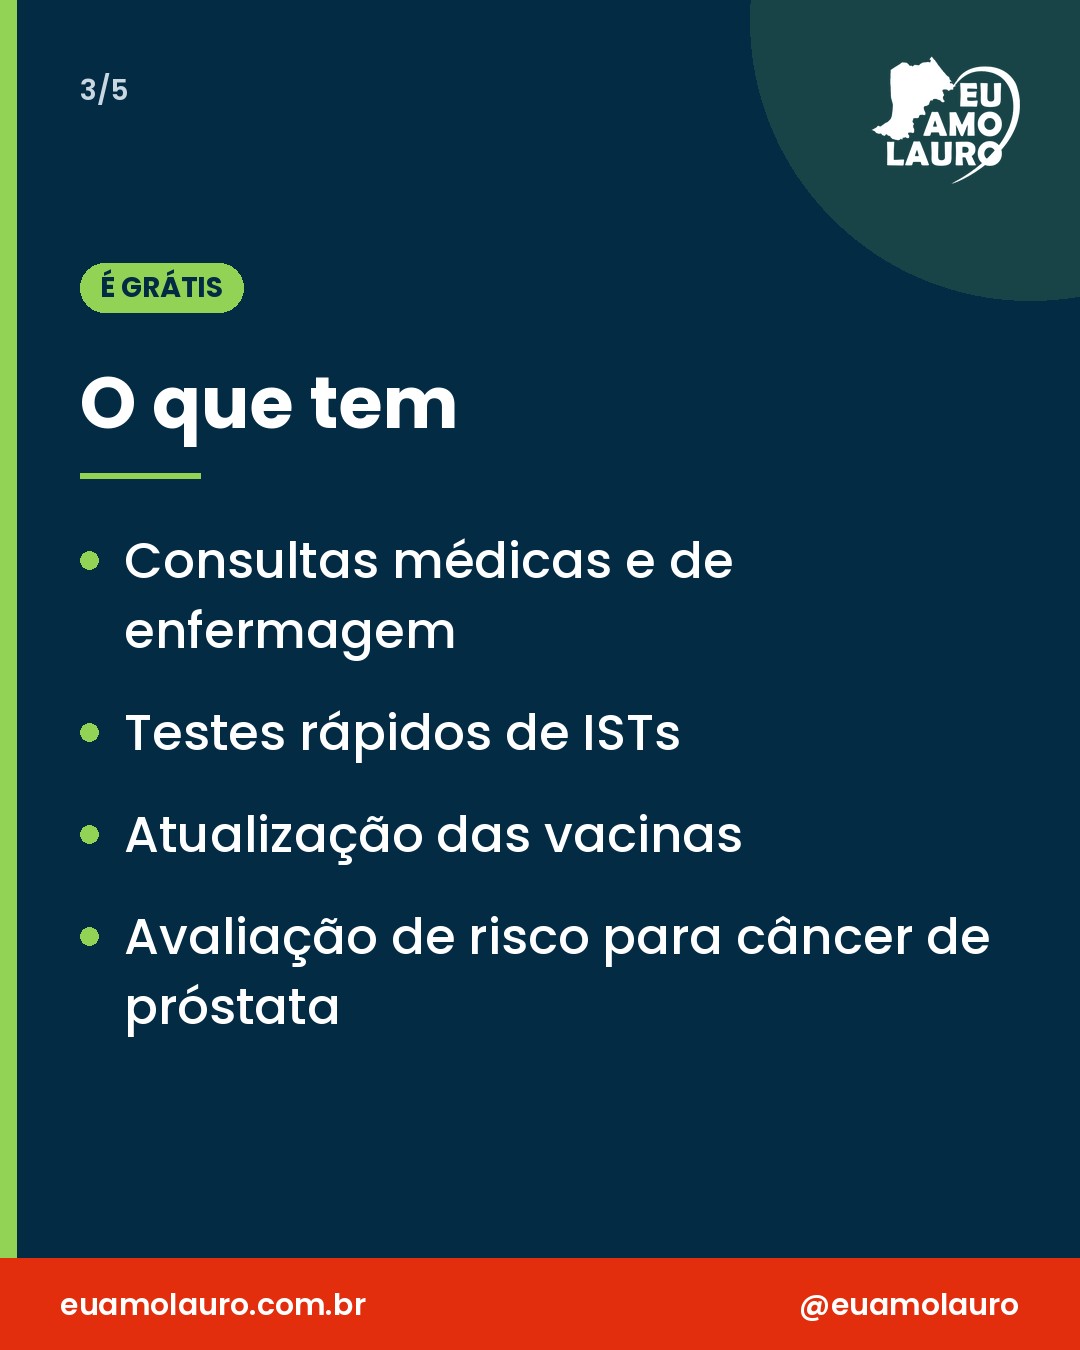 3/5
EU
AMO
LAURO
É GRÁTIS
O que tem
Consultas médicas e de
enfermagem
Testes rápidos de ISTs
Atualização das vacinas
Avaliação de risco para câncer de
próstata
euamolauro.com.br
@euamolauro